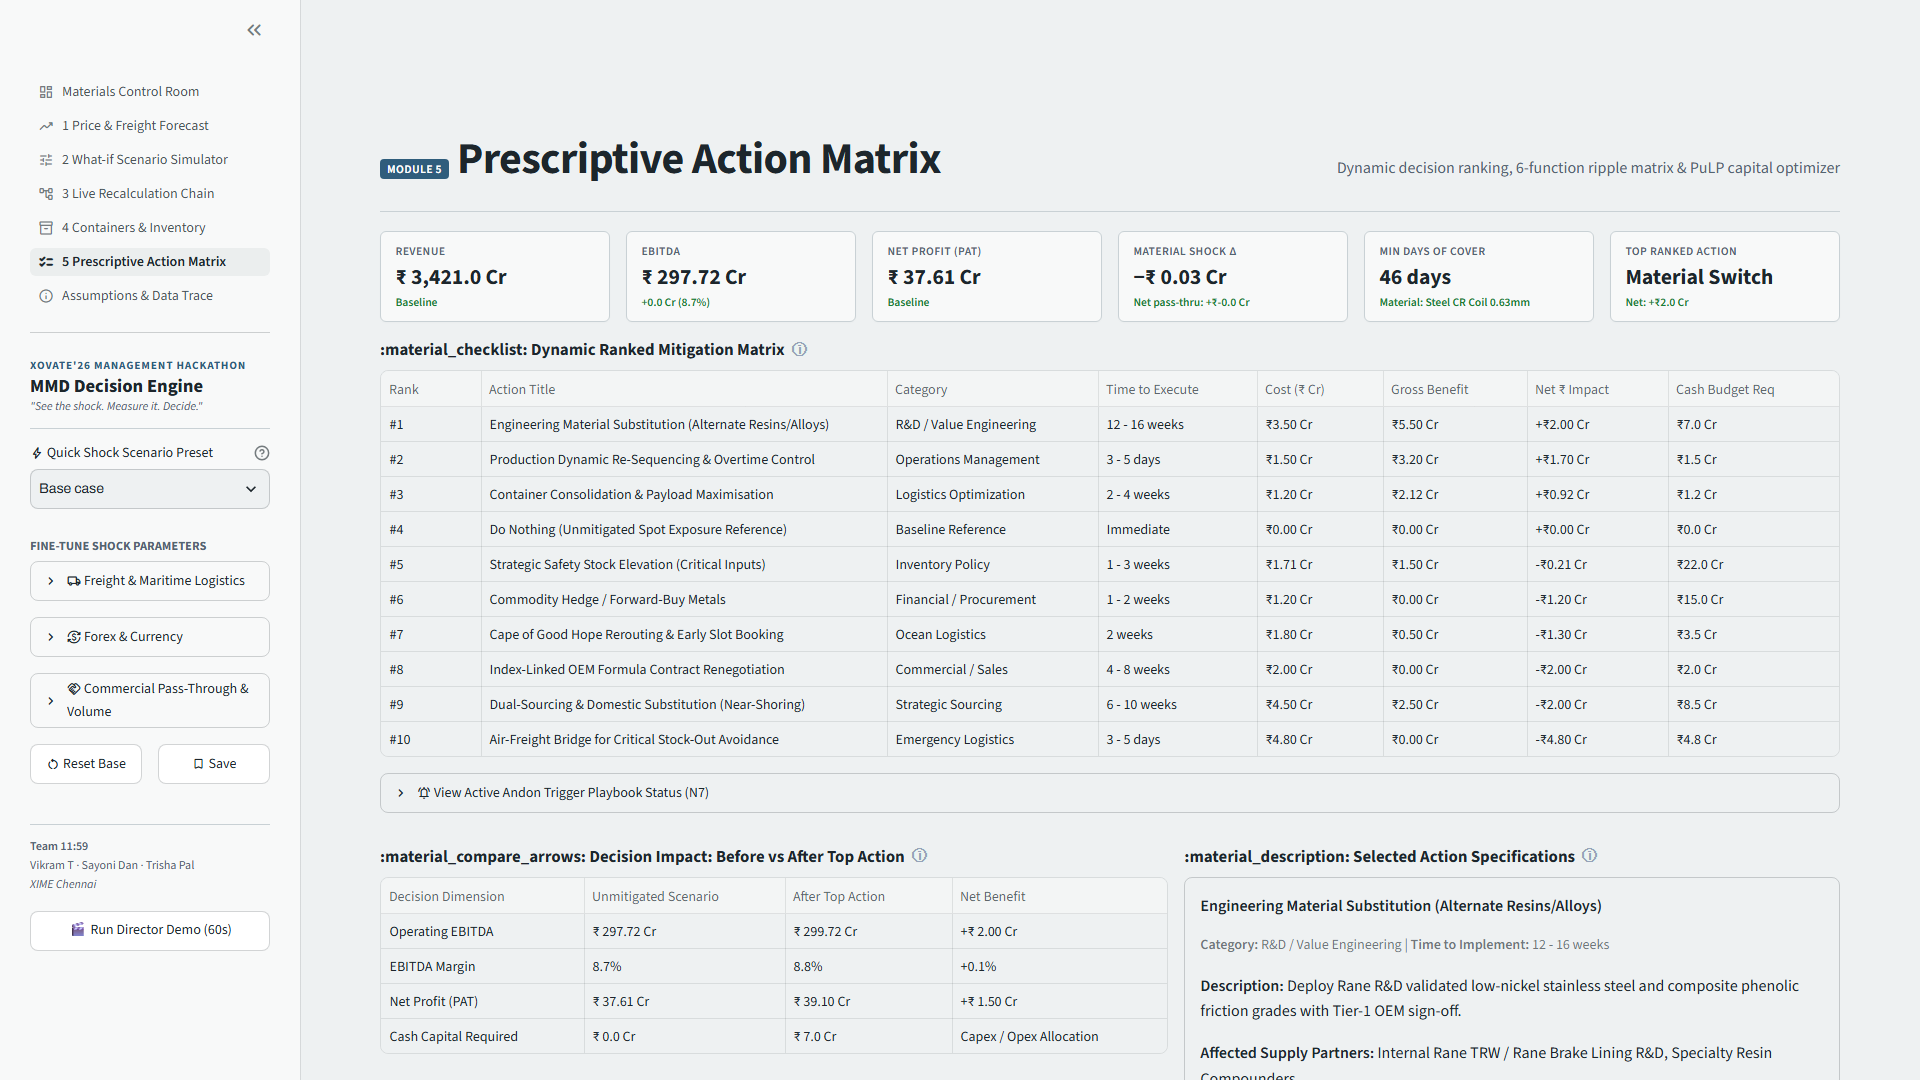 Materials Control Room
1 Price & Freight Forecast
2 What-if Scenario Simulator
3 Live Recalculation Chain
4 Containers & Inventory
5 Prescriptive Action Matrix
Assumptions & Data Trace
XOVATE'26 MANAGEMENT HACKATHON
MMD Decision Engine
"See the shock. Measure it. Decide."
Quick Shock Scenario Preset
Base case
FINE-TUNE SHOCK PARAMETERS
Freight & Maritime Logistics
Forex & Currency
Commercial Pass-Through &
Volume
Reset Base
Save
Team 11:59
Vikram T · Sayoni Dan · Trisha Pal
XIME Chennai
Run Director Demo (60s)
MODULE 5 Prescriptive Action Matrix
Dynamic decision ranking, 6-function ripple matrix & PuLP capital optimizer
REVENUE
₹ 3,421.0 Cr
Baseline
EBITDA
₹ 297.72 Cr
+0.0 Cr (8.7%)
NET PROFIT (PAT)
₹ 37.61 Cr
Baseline
MATERIAL SHOCK Δ
−₹ 0.03 Cr
Net pass-thru: +₹-0.0 Cr
MIN DAYS OF COVER
46 days
Material: Steel CR Coil 0.63mm
TOP RANKED ACTION
Material Switch
Net: +₹2.0 Cr
:material_checklist: Dynamic Ranked Mitigation Matrix
Rank Action Title Category Time to Execute Cost (₹ Cr) Gross Benefit Net ₹ Impact Cash Budget Req
#1 Engineering Material Substitution (Alternate Resins/Alloys) R&D / Value Engineering 12 - 16 weeks ₹3.50 Cr ₹5.50 Cr +₹2.00 Cr ₹7.0 Cr
#2 Production Dynamic Re-Sequencing & Overtime Control Operations Management 3 - 5 days ₹1.50 Cr ₹3.20 Cr +₹1.70 Cr ₹1.5 Cr
#3 Container Consolidation & Payload Maximisation Logistics Optimization 2 - 4 weeks ₹1.20 Cr ₹2.12 Cr +₹0.92 Cr ₹1.2 Cr
#4 Do Nothing (Unmitigated Spot Exposure Reference) Baseline Reference Immediate ₹0.00 Cr ₹0.00 Cr +₹0.00 Cr ₹0.0 Cr
#5 Strategic Safety Stock Elevation (Critical Inputs) Inventory Policy 1 - 3 weeks ₹1.71 Cr ₹1.50 Cr -₹0.21 Cr ₹22.0 Cr
#6 Commodity Hedge / Forward-Buy Metals Financial / Procurement 1 - 2 weeks ₹1.20 Cr ₹0.00 Cr -₹1.20 Cr ₹15.0 Cr
#7 Cape of Good Hope Rerouting & Early Slot Booking Ocean Logistics 2 weeks ₹1.80 Cr ₹0.50 Cr -₹1.30 Cr ₹3.5 Cr
#8 Index-Linked OEM Formula Contract Renegotiation Commercial / Sales 4 - 8 weeks ₹2.00 Cr ₹0.00 Cr -₹2.00 Cr ₹2.0 Cr
#9 Dual-Sourcing & Domestic Substitution (Near-Shoring) Strategic Sourcing 6 - 10 weeks ₹4.50 Cr ₹2.50 Cr -₹2.00 Cr ₹8.5 Cr
#10 Air-Freight Bridge for Critical Stock-Out Avoidance Emergency Logistics 3 - 5 days ₹4.80 Cr ₹0.00 Cr -₹4.80 Cr ₹4.8 Cr
View Active Andon Trigger Playbook Status (N7)
:material_compare_arrows: Decision Impact: Before vs After Top Action
Decision Dimension Unmitigated Scenario After Top Action Net Benefit
Operating EBITDA ₹ 297.72 Cr ₹ 299.72 Cr +₹ 2.00 Cr
EBITDA Margin 8.7% 8.8% +0.1%
Net Profit (PAT) ₹ 37.61 Cr ₹ 39.10 Cr +₹ 1.50 Cr
Cash Capital Required ₹ 0.0 Cr ₹ 7.0 Cr Capex / Opex Allocation
:material_description: Selected Action Specifications
Engineering Material Substitution (Alternate Resins/Alloys)
Category: R&D / Value Engineering | Time to Implement: 12 - 16 weeks
Description: Deploy Rane R&D validated low-nickel stainless steel and composite phenolic
friction grades with Tier-1 OEM sign-off.
Affected Supply Partners: Internal Rane TRW / Rane Brake Lining R&D, Specialty Resin
Compounders